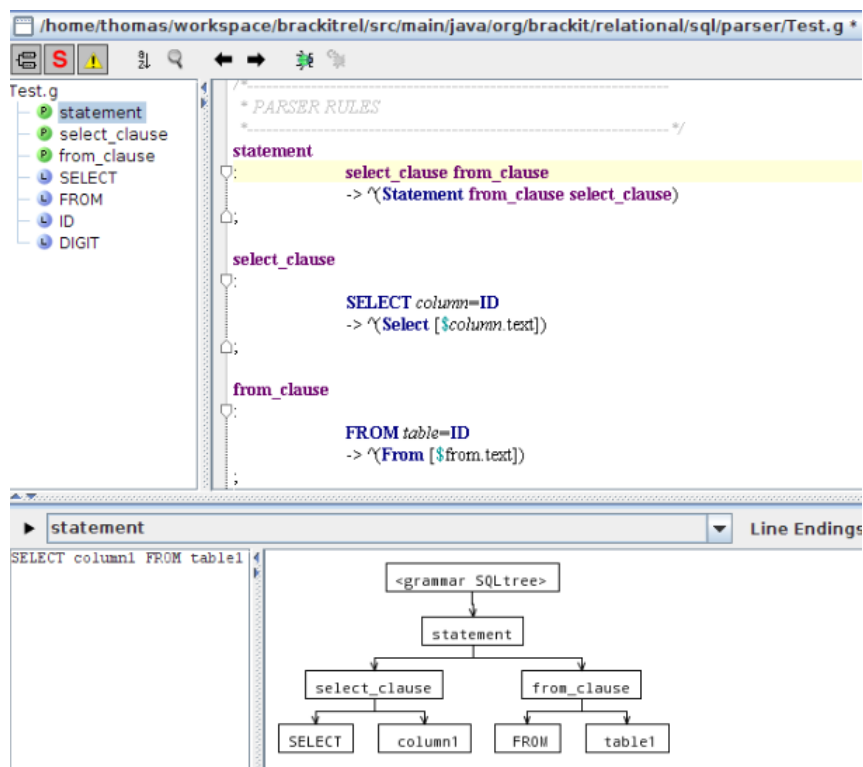 /home/thomas/workspace/brackitrel/src/main/java/org/brackit/relational/sql/parser/Test.g *
S
Test.g
P statement
P select_clause
P from_clause
L SELECT
L FROM
L ID
L DIGIT
/*--------------------------------------------------------------------
* PARSER RULES
*--------------------------------------------------------------------*/
statement
: select_clause from_clause
-> ^(Statement from_clause select_clause)
;
select_clause
:
SELECT column=ID
-> ^(Select [$column.text])
;
from_clause
:
FROM table=ID
-> ^(From [$from.text])
;
statement
Line Endings
SELECT column1 FROM table1
<grammar SQLtree>
statement
select_clause from_clause
SELECT column1 FROM table1